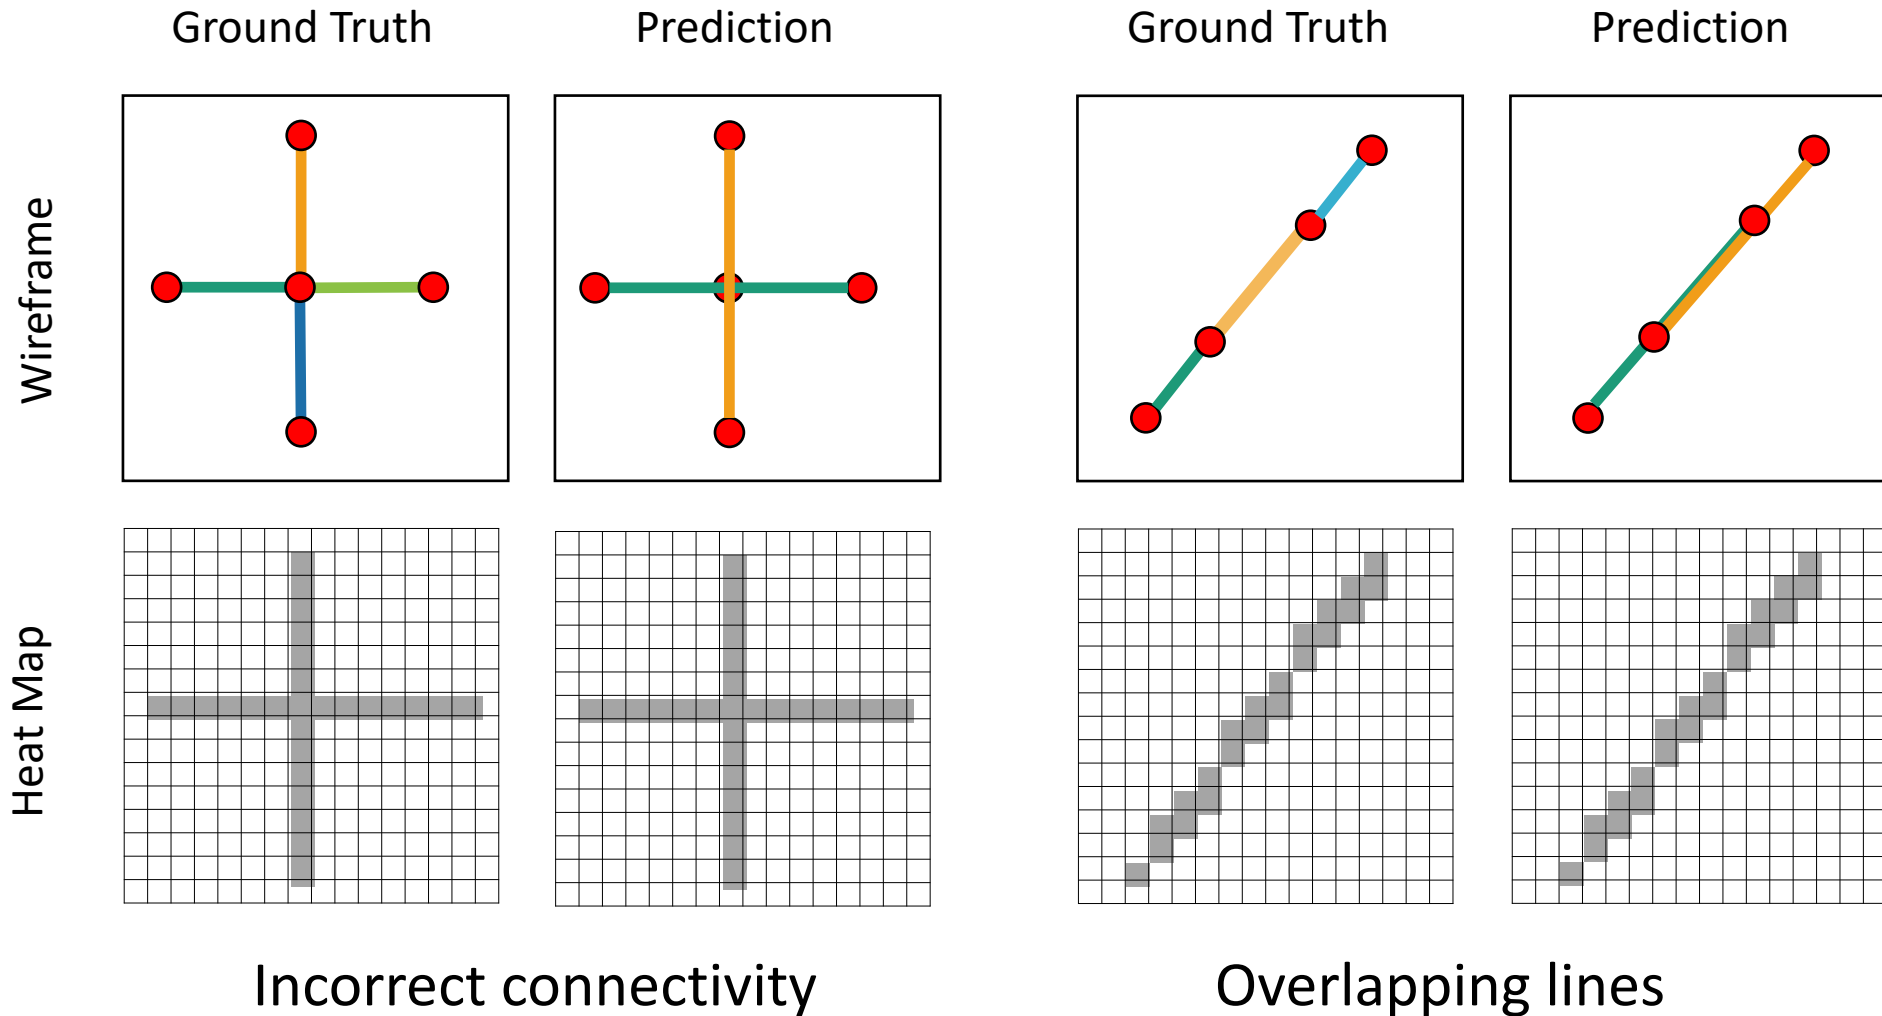 Ground Truth
Prediction
Ground Truth
Prediction
Wireframe
Heat Map
Incorrect connectivity
Overlapping lines